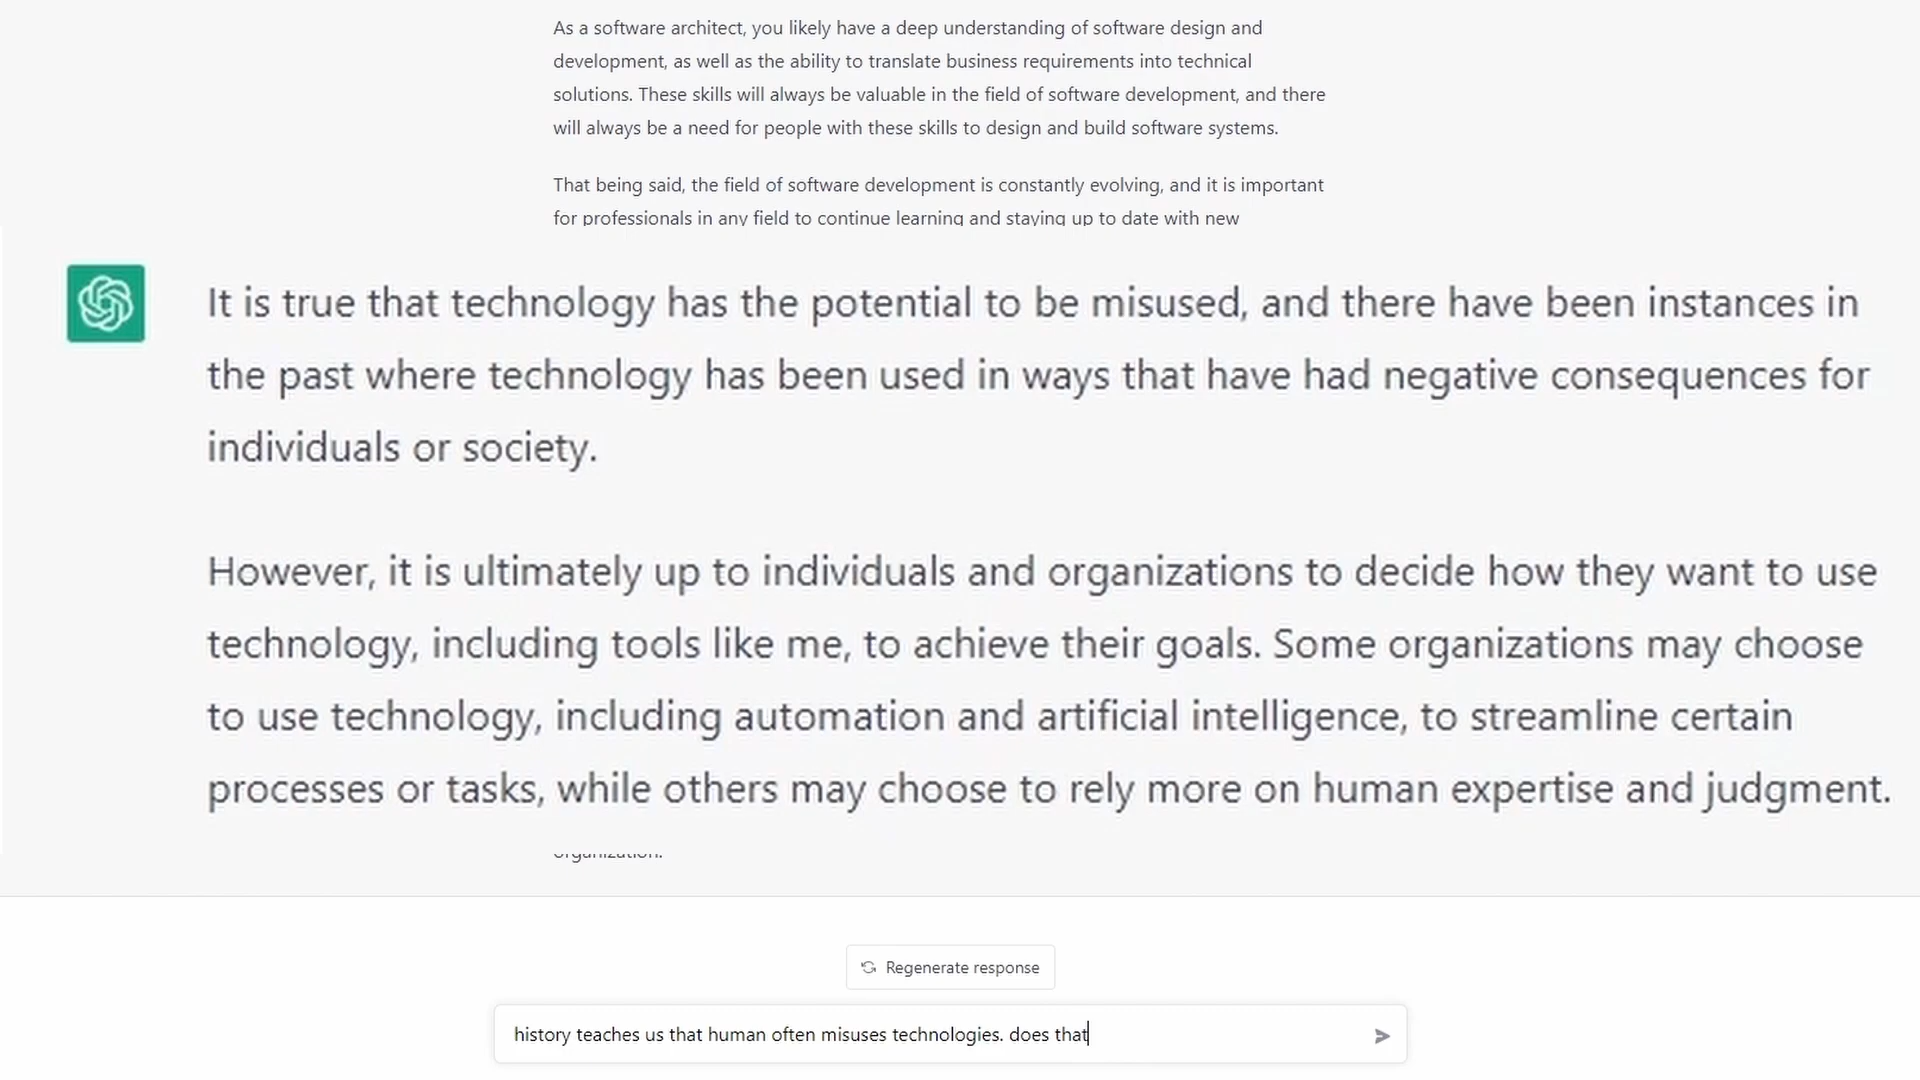 As a software architect, you likely have a deep understanding of software design and
development, as well as the ability to translate business requirements into technical
solutions. These skills will always be valuable in the field of software development, and there
will always be a need for people with these skills to design and build software systems.
That being said, the field of software development is constantly evolving, and it is important
for professionals in any field to continue learning and staying up to date with new
It is true that technology has the potential to be misused, and there have been instances in
the past where technology has been used in ways that have had negative consequences for
individuals or society.
However, it is ultimately up to individuals and organizations to decide how they want to use
technology, including tools like me, to achieve their goals. Some organizations may choose
to use technology, including automation and artificial intelligence, to streamline certain
processes or tasks, while others may choose to rely more on human expertise and judgment.
organization.
Regenerate response
history teaches us that human often misuses technologies. does that